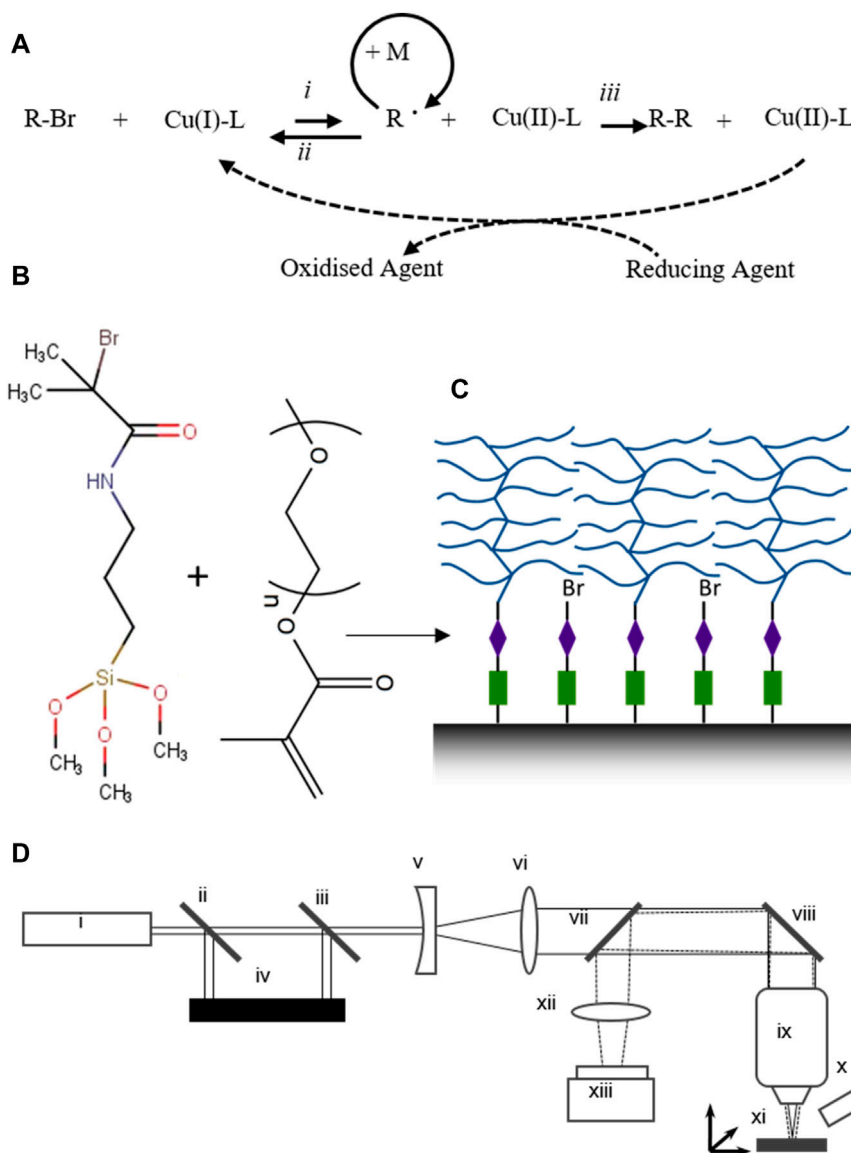 A
+ M
R-Br + Cu(I)-L i R · + Cu(II)-L iii R-R + Cu(II)-L
ii
Oxidised Agent Reducing Agent
B
Br
H₃C
H₃C
O
HN
Si
O
O
O
CH₃
CH₃
CH₃
+
O
n
O
O
C
Br Br
D
i
ii
iii
iv
v
vi
vii
viii
ix
x
xi
xii
xiii